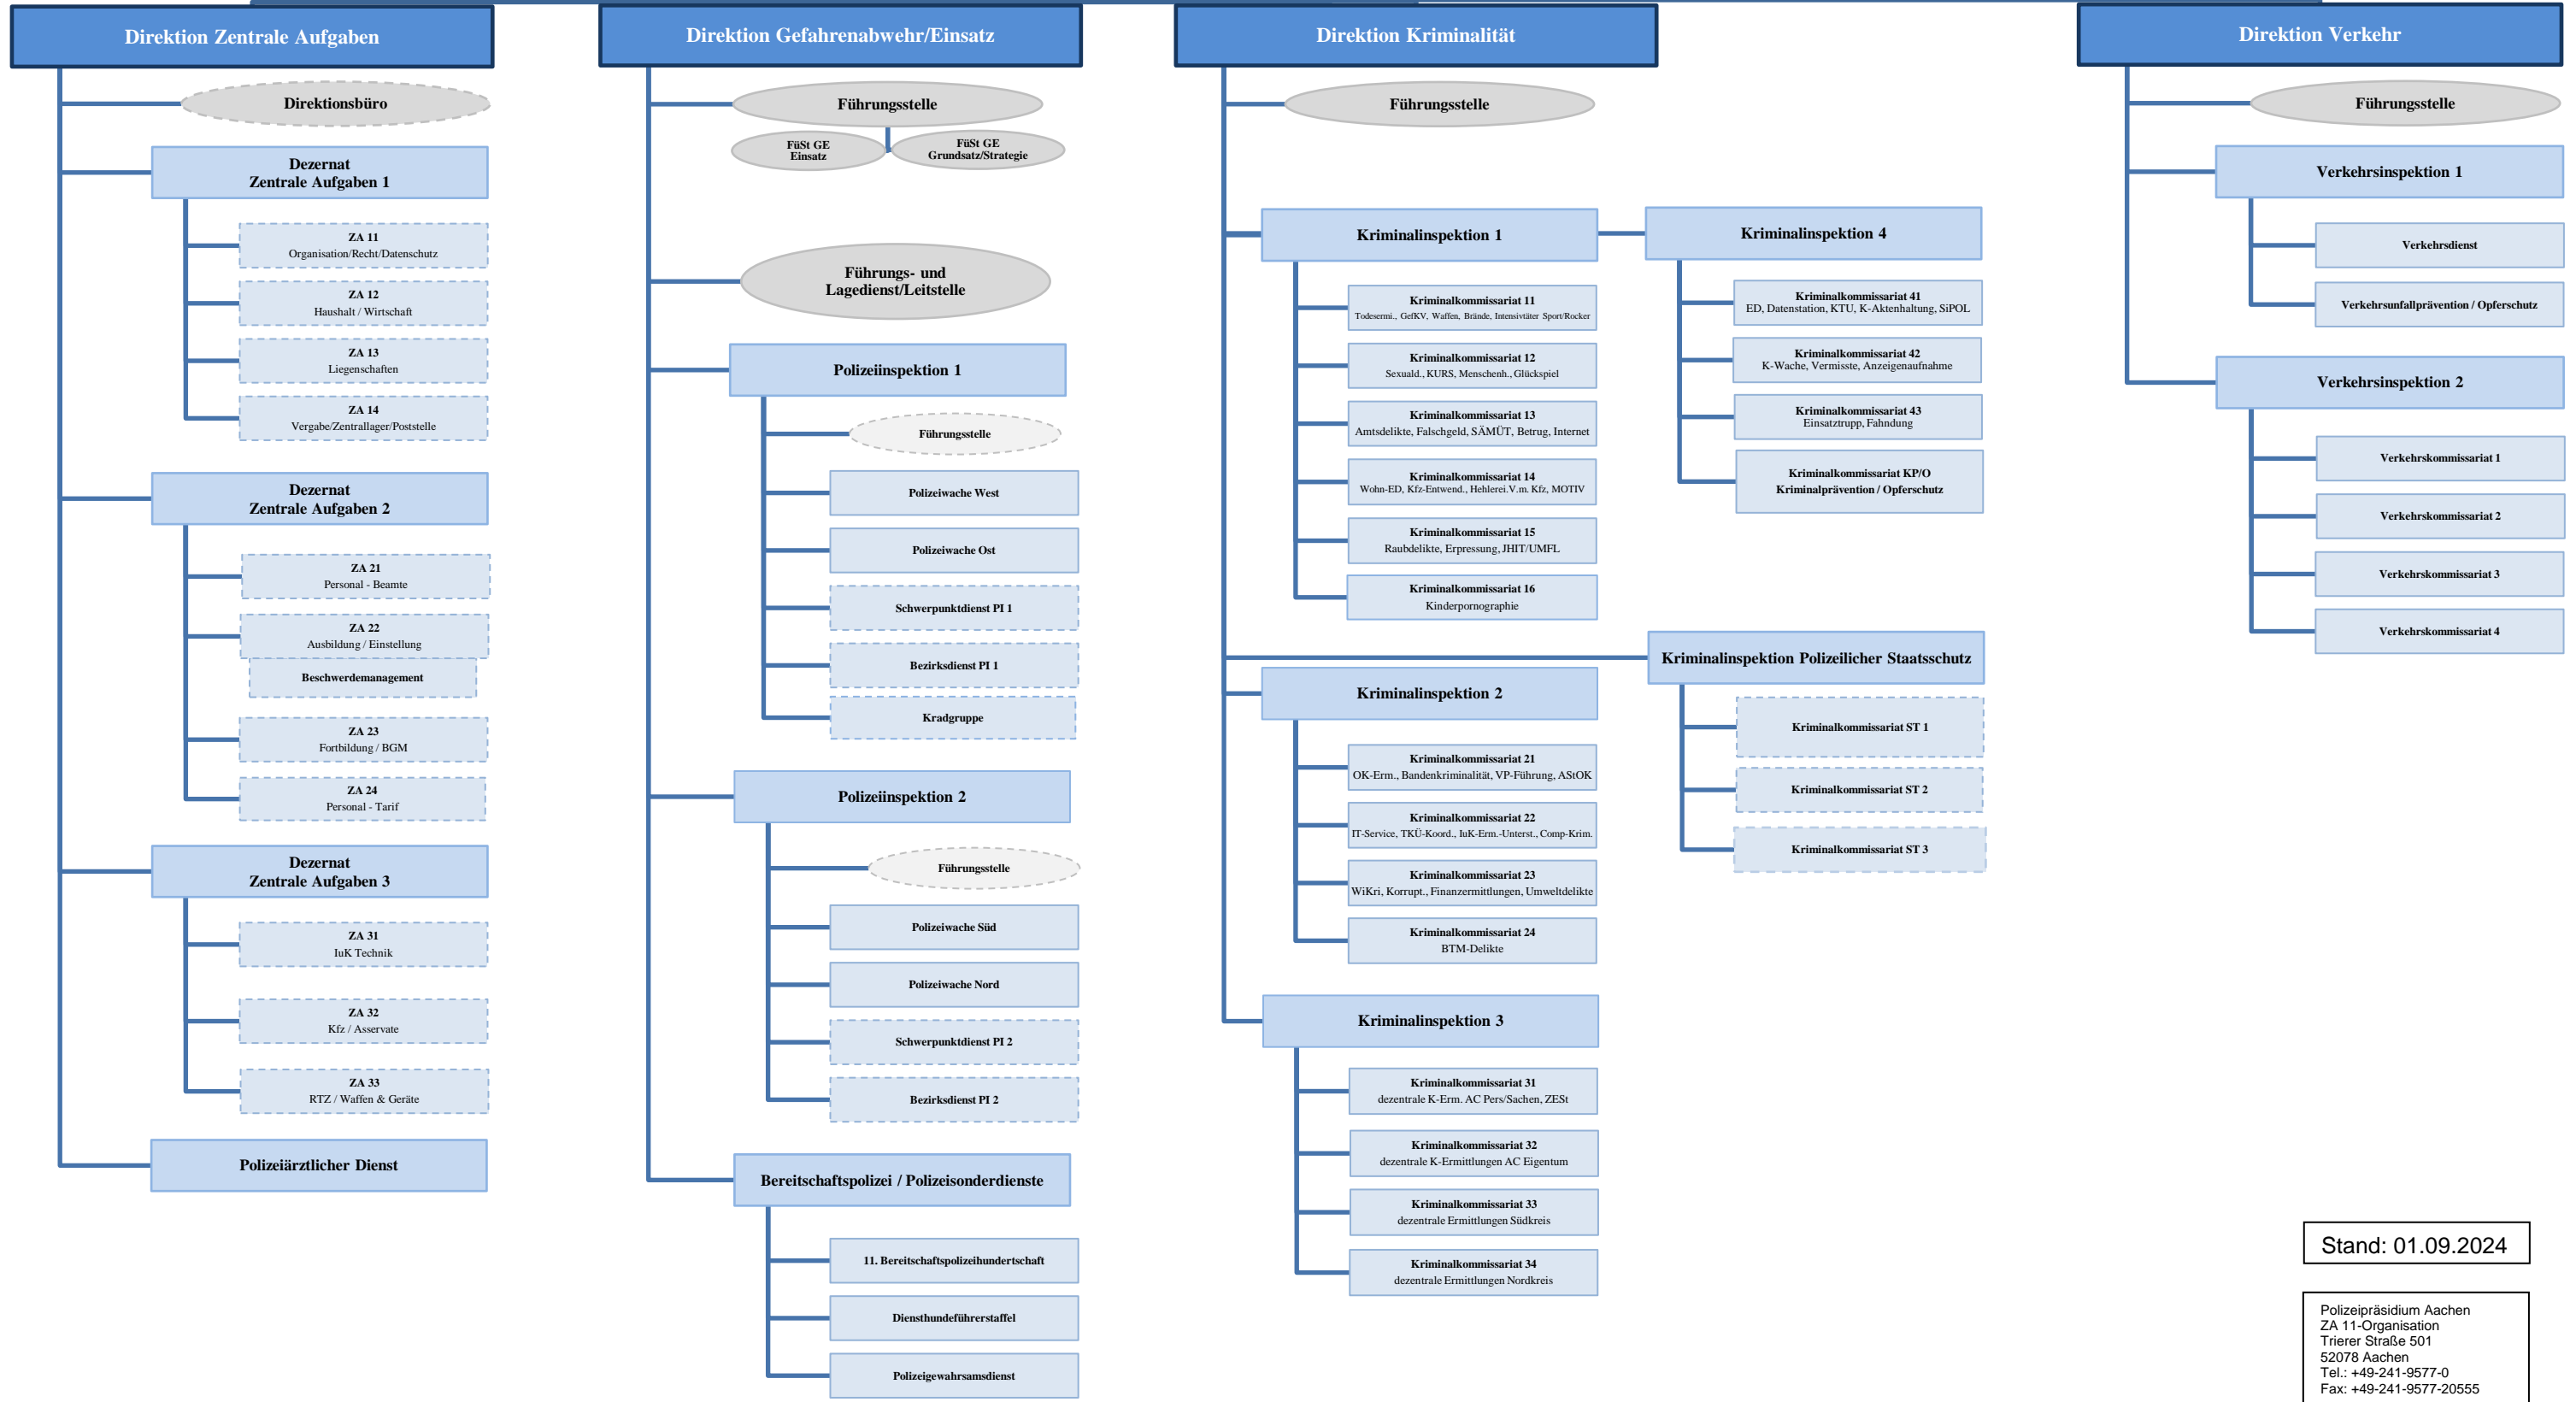 Direktion Zentrale Aufgaben
Direktionsbüro
Dezernat
Zentrale Aufgaben 1
ZA 11
Organisation/Recht/Datenschutz
ZA 12
Haushalt / Wirtschaft
ZA 13
Liegenschaften
ZA 14
Vergabe/Zentrallager/Poststelle
Dezernat
Zentrale Aufgaben 2
ZA 21
Personal - Beamte
ZA 22
Ausbildung / Einstellung
Beschwerdemanagement
ZA 23
Fortbildung / BGM
ZA 24
Personal - Tarif
Dezernat
Zentrale Aufgaben 3
ZA 31
IuK Technik
ZA 32
Kfz / Asservate
ZA 33
RTZ / Waffen & Geräte
Polizeiärztlicher Dienst
Direktion Gefahrenabwehr/Einsatz
Führungsstelle
FüSt GE
Einsatz
FüSt GE
Grundsatz/Strategie
Führungs- und
Lagedienst/Leitstelle
Polizeiinspektion 1
Führungsstelle
Polizeiwache West
Polizeiwache Ost
Schwerpunktdienst PI 1
Bezirksdienst PI 1
Kradgruppe
Polizeiinspektion 2
Führungsstelle
Polizeiwache Süd
Polizeiwache Nord
Schwerpunktdienst PI 2
Bezirksdienst PI 2
Bereitschaftspolizei / Polizeisonderdienste
11. Bereitschaftspolizeihundertschaft
Diensthundeführerstaffel
Polizeigewahrsamsdienst
Direktion Kriminalität
Führungsstelle
Kriminalinspektion 1
Kriminalkommissariat 11
Todesermi., GefKV, Waffen, Brände, Intensivtäter Sport/Rocker
Kriminalkommissariat 12
Sexuald., KURS, Menschenh., Glückspiel
Kriminalkommissariat 13
Amtsdelikte, Falschgeld, SÄMÜT, Betrug, Internet
Kriminalkommissariat 14
Wohn-ED, Kfz-Entwend., Hehlerei.V.m. Kfz, MOTIV
Kriminalkommissariat 15
Raubdelikte, Erpressung, JHIT/UMFL
Kriminalkommissariat 16
Kinderpornographie
Kriminalinspektion 4
Kriminalkommissariat 41
ED, Datenstation, KTU, K-Aktenhaltung, SiPOL
Kriminalkommissariat 42
K-Wache, Vermisste, Anzeigenaufnahme
Kriminalkommissariat 43
Einsatztrupp, Fahndung
Kriminalkommissariat KP/O
Kriminalprävention / Opferschutz
Kriminalinspektion Polizeilicher Staatsschutz
Kriminalkommissariat ST 1
Kriminalkommissariat ST 2
Kriminalkommissariat ST 3
Kriminalinspektion 2
Kriminalkommissariat 21
OK-Erm., Bandenkriminalität, VP-Führung, AStOK
Kriminalkommissariat 22
IT-Service, TKÜ-Koord., IuK-Erm.-Unterst., Comp-Krim.
Kriminalkommissariat 23
WiKri, Korrupt., Finanzermittlungen, Umweltdelikte
Kriminalkommissariat 24
BTM-Delikte
Kriminalinspektion 3
Kriminalkommissariat 31
dezentrale K-Erm. AC Pers/Sachen, ZESt
Kriminalkommissariat 32
dezentrale K-Ermittlungen AC Eigentum
Kriminalkommissariat 33
dezentrale Ermittlungen Südkreis
Kriminalkommissariat 34
dezentrale Ermittlungen Nordkreis
Direktion Verkehr
Führungsstelle
Verkehrsinspektion 1
Verkehrsdienst
Verkehrsunfallprävention / Opferschutz
Verkehrsinspektion 2
Verkehrskommissariat 1
Verkehrskommissariat 2
Verkehrskommissariat 3
Verkehrskommissariat 4
Stand: 01.09.2024
Polizeipräsidium Aachen
ZA 11-Organisation
Trierer Straße 501
52078 Aachen
Tel.: +49-241-9577-0
Fax: +49-241-9577-20555